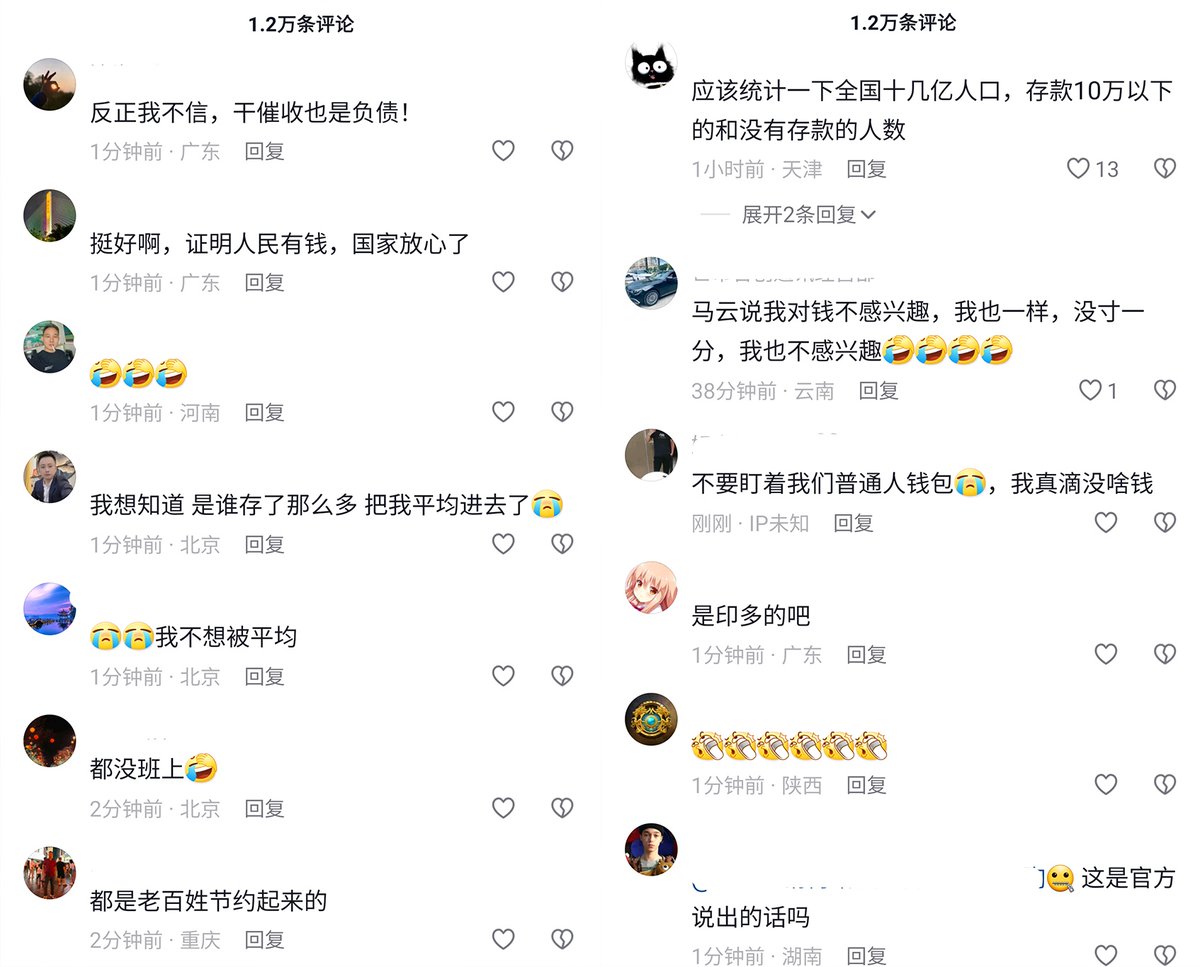 1.2万条评论
反正我不信，干催收也是负债！
1分钟前 · 广东 回复
挺好啊，证明人民有钱，国家放心了
1分钟前 · 广东 回复
🤣🤣🤣
1分钟前 · 河南 回复
我想知道 是谁存了那么多 把我平均进去了😭
1分钟前 · 北京 回复
😭😭我不想被平均
1分钟前 · 北京 回复
都没班上🤣
2分钟前 · 北京 回复
都是老百姓节约起来的
2分钟前 · 重庆 回复
1.2万条评论
应该统计一下全国十几亿人口，存款10万以下
的和没有存款的人数
1小时前 · 天津 回复 13
展开2条回复
马云说我对钱不感兴趣，我也一样，没寸一
分，我也不感兴趣🤣🤣🤣🤣
38分钟前 · 云南 回复 1
不要盯着我们普通人钱包😭，我真滴没啥钱
刚刚 · IP未知 回复
是印多的吧
1分钟前 · 广东 回复
1分钟前 · 陕西 回复
🤐 这是官方
说出的话吗
1分钟前 · 湖南 回复